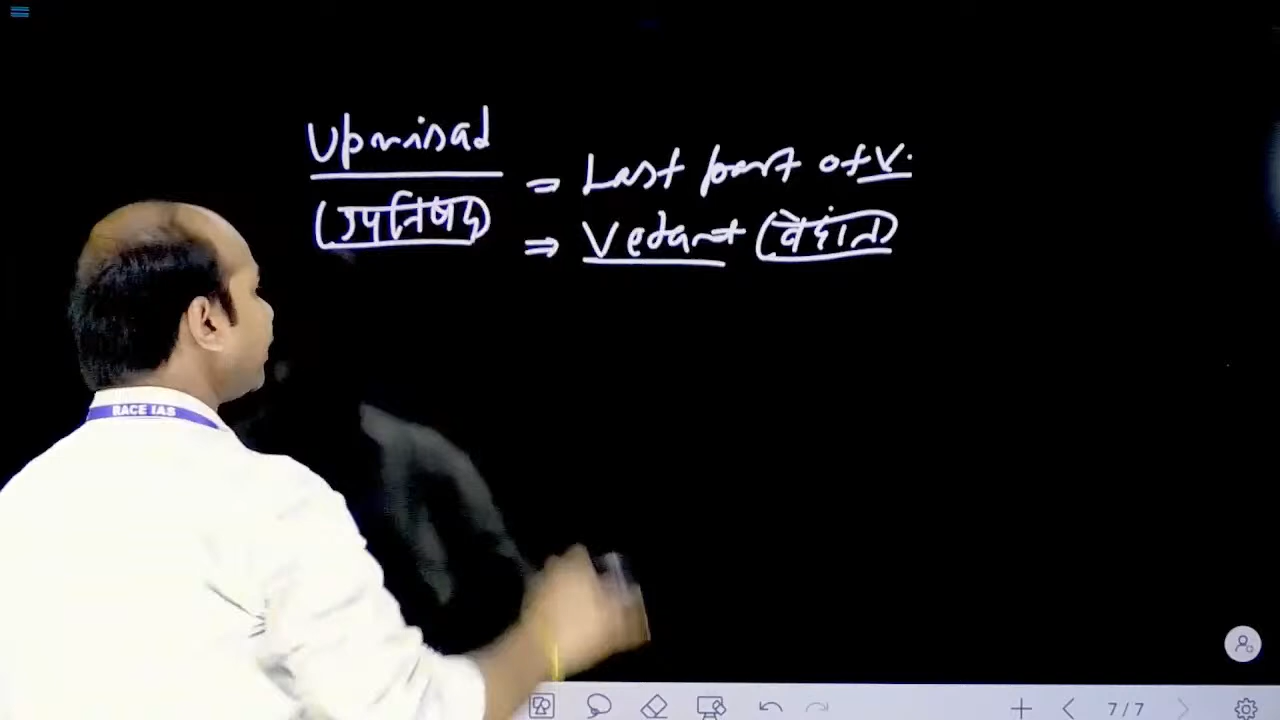 Upnisad
(उपनिषद)
= Last part of V.
⇒ Vedant (वेदांत)
RACE IAS
7/7